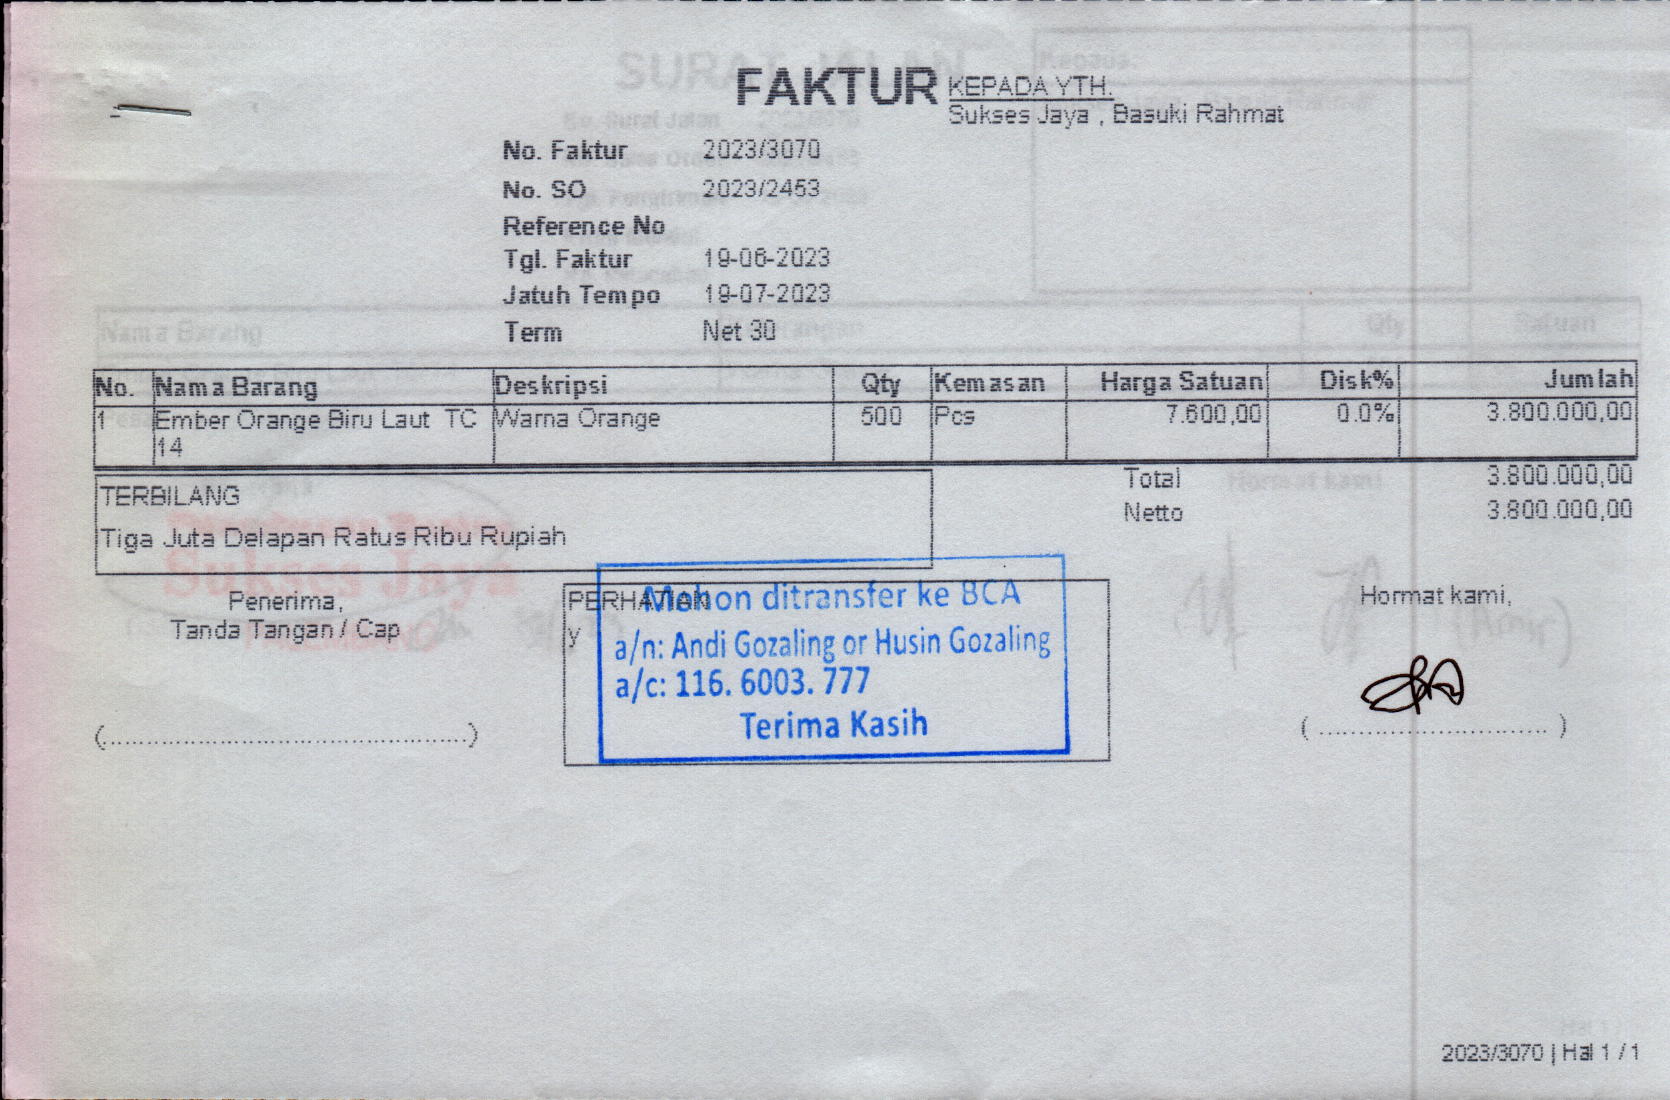 FAKTUR
KEPADA YTH.
Sukses Jaya , Basuki Rahmat
No. Faktur 2023/3070
No. SO 2023/2453
Reference No
Tgl. Faktur 19-06-2023
Jatuh Tempo 19-07-2023
Term Net 30
No. Nama Barang Deskripsi Qty Kemasan Harga Satuan Disk% Jumlah
1 Ember Orange Biru Laut TC 14 Warna Orange 500 Pcs 7.600,00 0.0% 3.800.000,00
Total 3.800.000,00
Netto 3.800.000,00
TERBILANG
Tiga Juta Delapan Ratus Ribu Rupiah
Penerima,
Tanda Tangan / Cap
(................................................)
PERHATIAN
y
Mohon ditransfer ke BCA
a/n: Andi Gozaling or Husin Gozaling
a/c: 116. 6003. 777
Terima Kasih
Hormat kami,
( .............................. )
2023/3070 | Hal 1 / 1